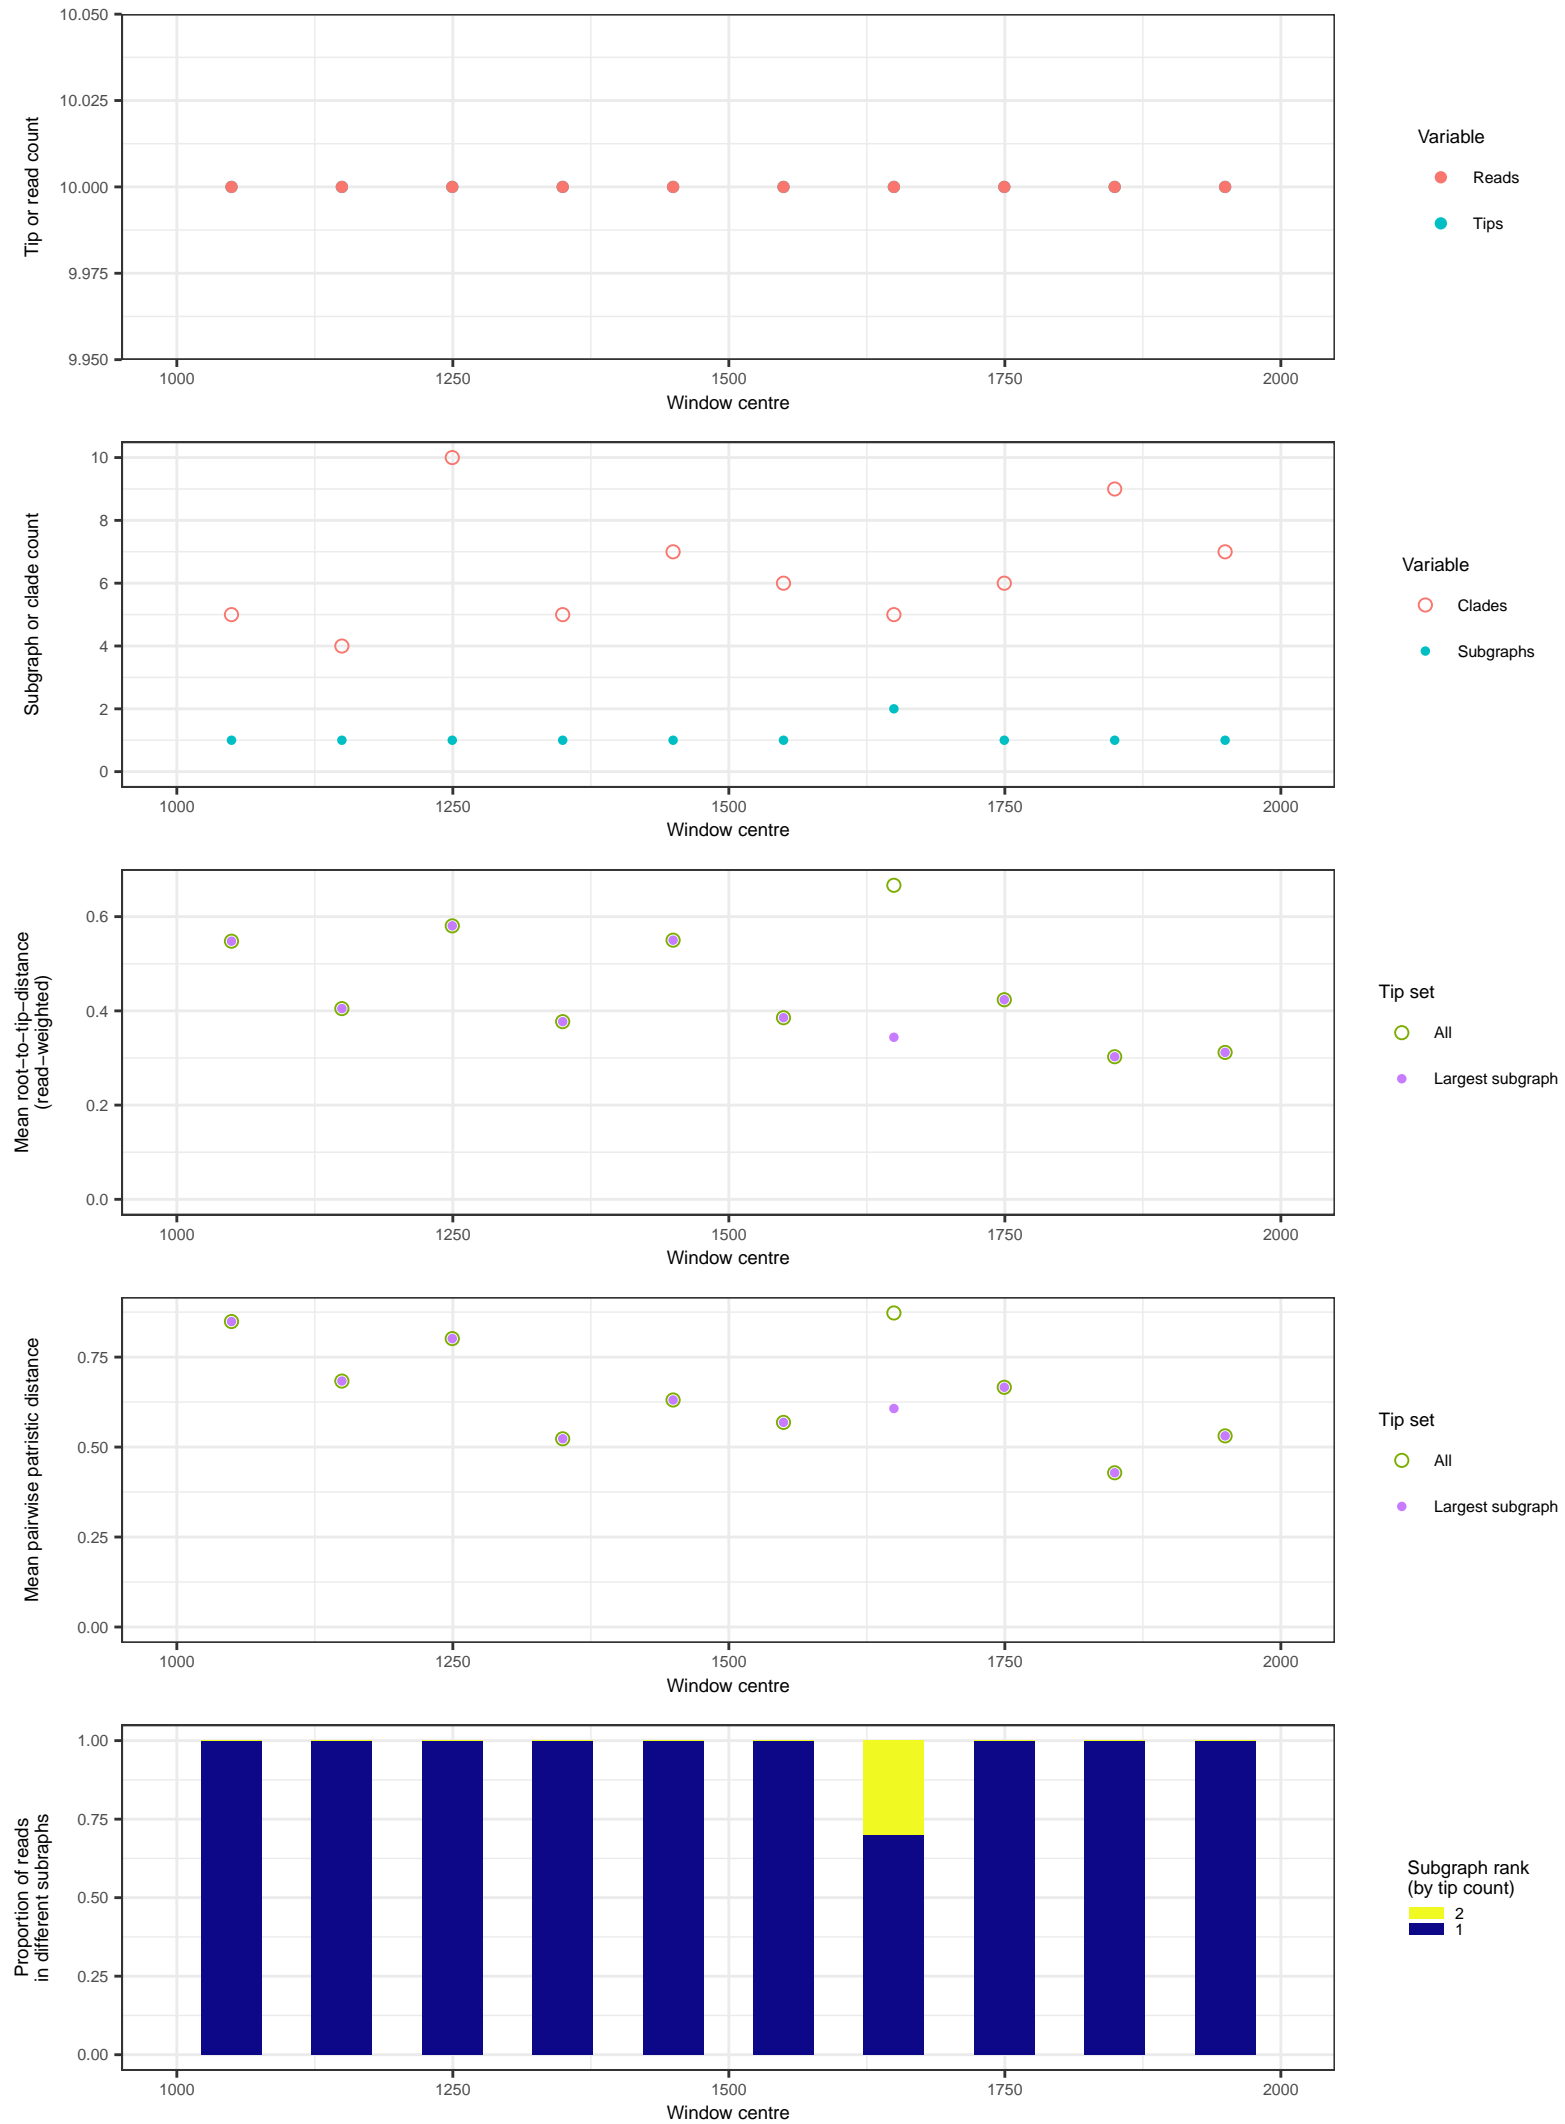 10.050
10.025
10.000
9.975
9.950
Tip or read count
1000 1250 1500 1750 2000
Window centre
Variable
Reads
Tips
10
8
6
4
2
0
Subgraph or clade count
1000 1250 1500 1750 2000
Window centre
Variable
Clades
Subgraphs
0.6
0.4
0.2
0.0
Mean root−to−tip−distance
(read−weighted)
1000 1250 1500 1750 2000
Window centre
Tip set
All
Largest subgraph
0.75
0.50
0.25
0.00
Mean pairwise patristic distance
1000 1250 1500 1750 2000
Window centre
Tip set
All
Largest subgraph
1.00
0.75
0.50
0.25
0.00
Proportion of reads
in different subraphs
1000 1250 1500 1750 2000
Window centre
Subgraph rank
(by tip count)
2
1